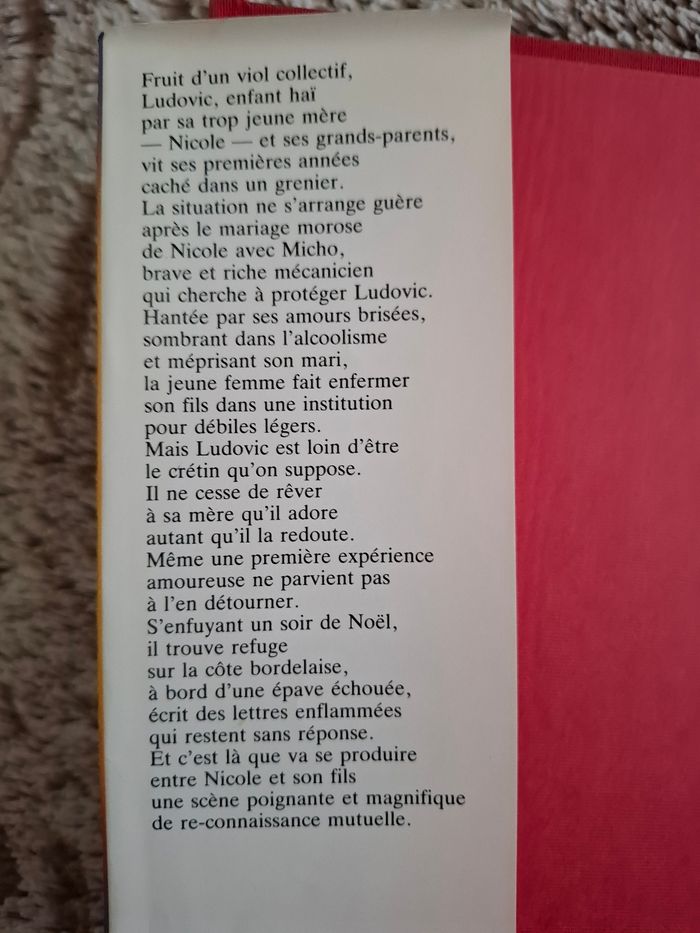 Fruit d'un viol collectif,
Ludovic, enfant haï
par sa trop jeune mère
— Nicole — et ses grands-parents,
vit ses premières années
caché dans un grenier.
La situation ne s'arrange guère
après le mariage morose
de Nicole avec Micho,
brave et riche mécanicien
qui cherche à protéger Ludovic.
Hantée par ses amours brisées,
sombrant dans l'alcoolisme
et méprisant son mari,
la jeune femme fait enfermer
son fils dans une institution
pour débiles légers.
Mais Ludovic est loin d'être
le crétin qu'on suppose.
Il ne cesse de rêver
à sa mère qu'il adore
autant qu'il la redoute.
Même une première expérience
amoureuse ne parvient pas
à l'en détourner.
S'enfuyant un soir de Noël,
il trouve refuge
sur la côte bordelaise,
à bord d'une épave échouée,
écrit des lettres enflammées
qui restent sans réponse.
Et c'est là que va se produire
entre Nicole et son fils
une scène poignante et magnifique
de re-connaissance mutuelle.